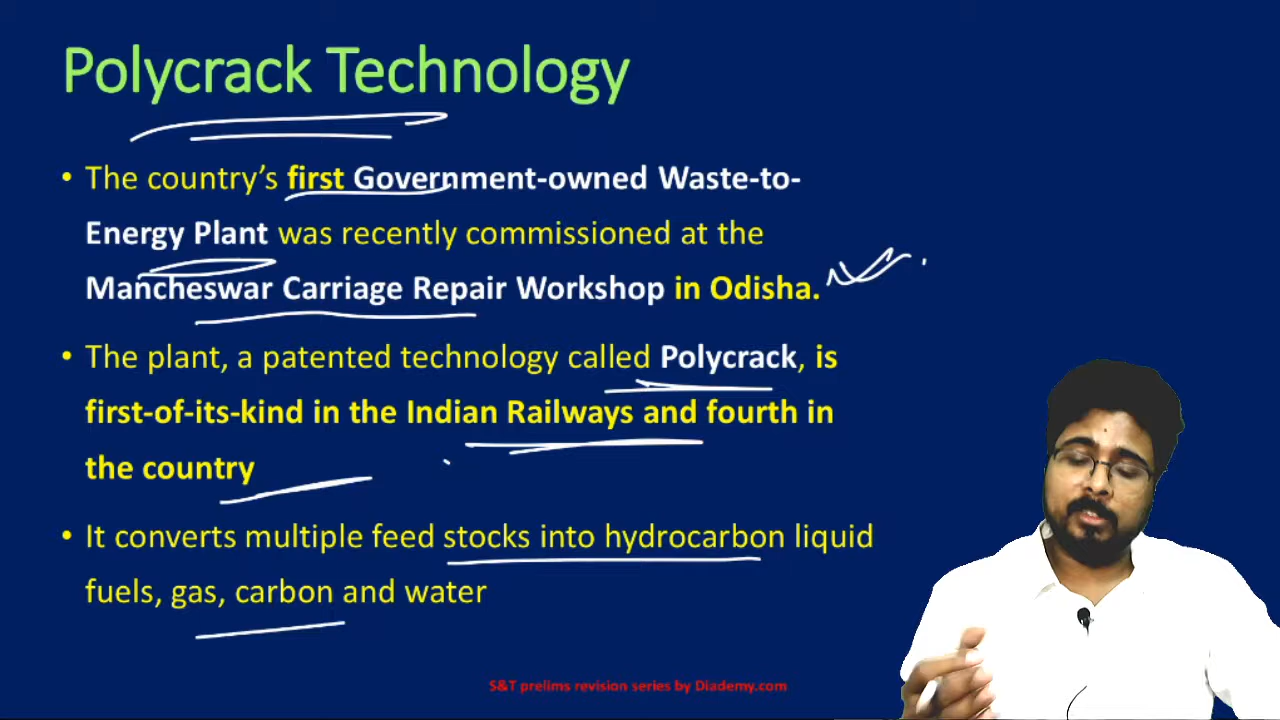 Polycrack Technology
• The country’s first Government-owned Waste-to-
Energy Plant was recently commissioned at the
Mancheswar Carriage Repair Workshop in Odisha.
• The plant, a patented technology called Polycrack, is
first-of-its-kind in the Indian Railways and fourth in
the country
• It converts multiple feed stocks into hydrocarbon liquid
fuels, gas, carbon and water
S&T prelims revision series by Diademy.com